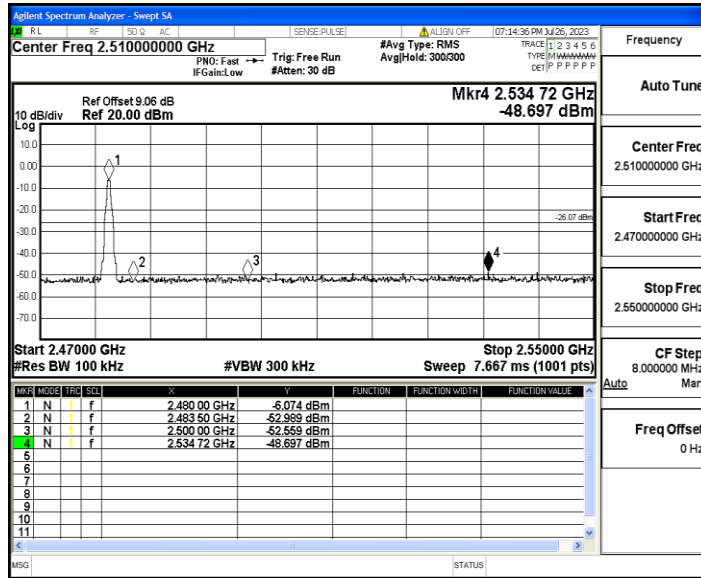 Agilent Spectrum Analyzer - Swept SA
RL RF 50 Ω AC SENSE:PULSE ALIGN OFF 07:14:36 PM Jul 26, 2023
Center Freq 2.510000000 GHz
PNO: Fast
IFGain:Low
Trig: Free Run
#Atten: 30 dB
#Avg Type: RMS
Avg|Hold: 300/300
TRACE 1 2 3 4 5 6
TYPE M W W W W W
DET P P P P P P
Ref Offset 9.06 dB
Ref 20.00 dBm
10 dB/div
Log
Mkr4 2.534 72 GHz
-48.697 dBm
10.0
0.00
-10.0
-20.0
-30.0
-40.0
-50.0
-60.0
-70.0
1
2
3
4
-26.07 dBm
Start 2.47000 GHz Stop 2.55000 GHz
#Res BW 100 kHz #VBW 300 kHz Sweep 7.667 ms (1001 pts)
MKR MODE TRC SCL X Y FUNCTION FUNCTION WIDTH FUNCTION VALUE
1 N 1 f 2.480 00 GHz -6.074 dBm
2 N 1 f 2.483 50 GHz -52.989 dBm
3 N 1 f 2.500 00 GHz -52.559 dBm
4 N 1 f 2.534 72 GHz -48.697 dBm
5
6
7
8
9
10
11
MSG STATUS
Frequency
Auto Tune
Center Freq
2.510000000 GHz
Start Freq
2.470000000 GHz
Stop Freq
2.550000000 GHz
CF Step
8.000000 MHz
Auto Man
Freq Offset
0 Hz